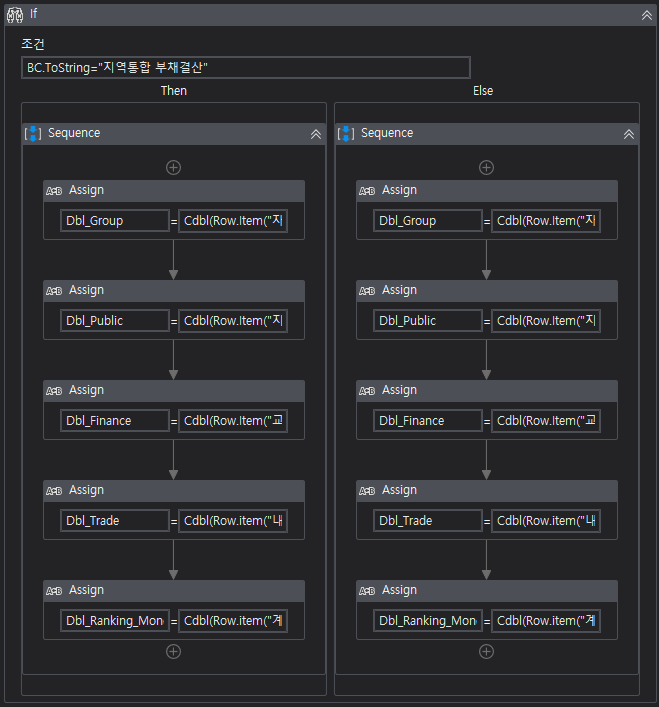 If
조건
BC.ToString="지역통합 부채결산"
Then
Else
Sequence
Sequence
Assign
Dbl_Group = Cdbl(Row.Item("자
Assign
Dbl_Public = Cdbl(Row.Item("지
Assign
Dbl_Finance = Cdbl(Row.Item("교
Assign
Dbl_Trade = Cdbl(Row.item("내
Assign
Dbl_Ranking_Mon = Cdbl(Row.item("계
Assign
Dbl_Group = Cdbl(Row.Item("자
Assign
Dbl_Public = Cdbl(Row.Item("지
Assign
Dbl_Finance = Cdbl(Row.Item("교
Assign
Dbl_Trade = Cdbl(Row.item("내
Assign
Dbl_Ranking_Mon = Cdbl(Row.item("계